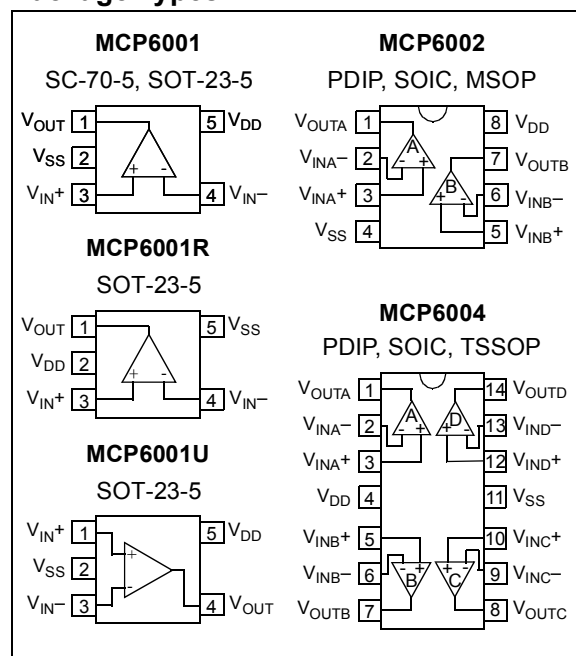 MCP6001
SC-70-5, SOT-23-5
VOUT 1 5 VDD
VSS 2
VIN+ 3 4 VIN–
+ -
MCP6001R
SOT-23-5
VOUT 1 5 VSS
VDD 2
VIN+ 3 4 VIN–
+ -
MCP6001U
SOT-23-5
VIN+ 1 5 VDD
VSS 2
VIN– 3 4 VOUT
+
-
MCP6002
PDIP, SOIC, MSOP
VOUTA 1 8 VDD
VINA– 2 A - + 7 VOUTB
VINA+ 3 B + - 6 VINB–
VSS 4 5 VINB+
MCP6004
PDIP, SOIC, TSSOP
VOUTA 1 14 VOUTD
VINA– 2 A - + D + - 13 VIND–
VINA+ 3 12 VIND+
VDD 4 11 VSS
VINB+ 5 10 VINC+
VINB– 6 - + B + - C 9 VINC–
VOUTB 7 8 VOUTC